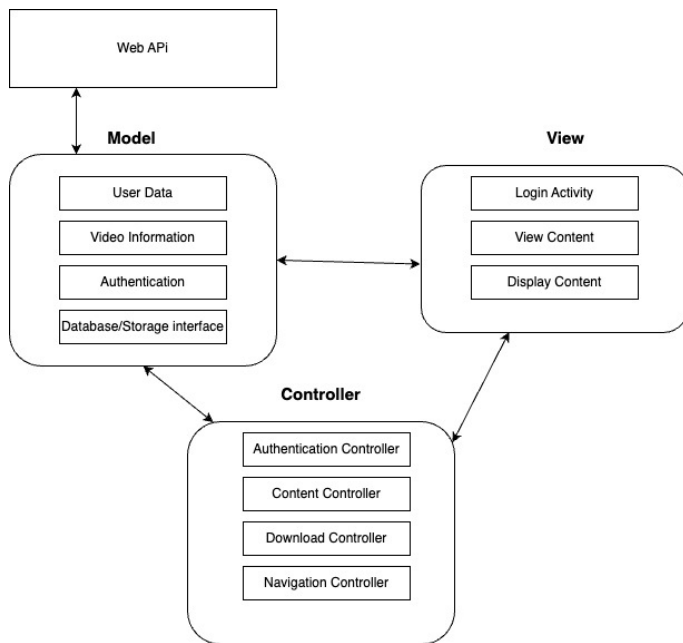 Web APi
Model
User Data
Video Information
Authentication
Database/Storage interface
View
Login Activity
View Content
Display Content
Controller
Authentication Controller
Content Controller
Download Controller
Navigation Controller